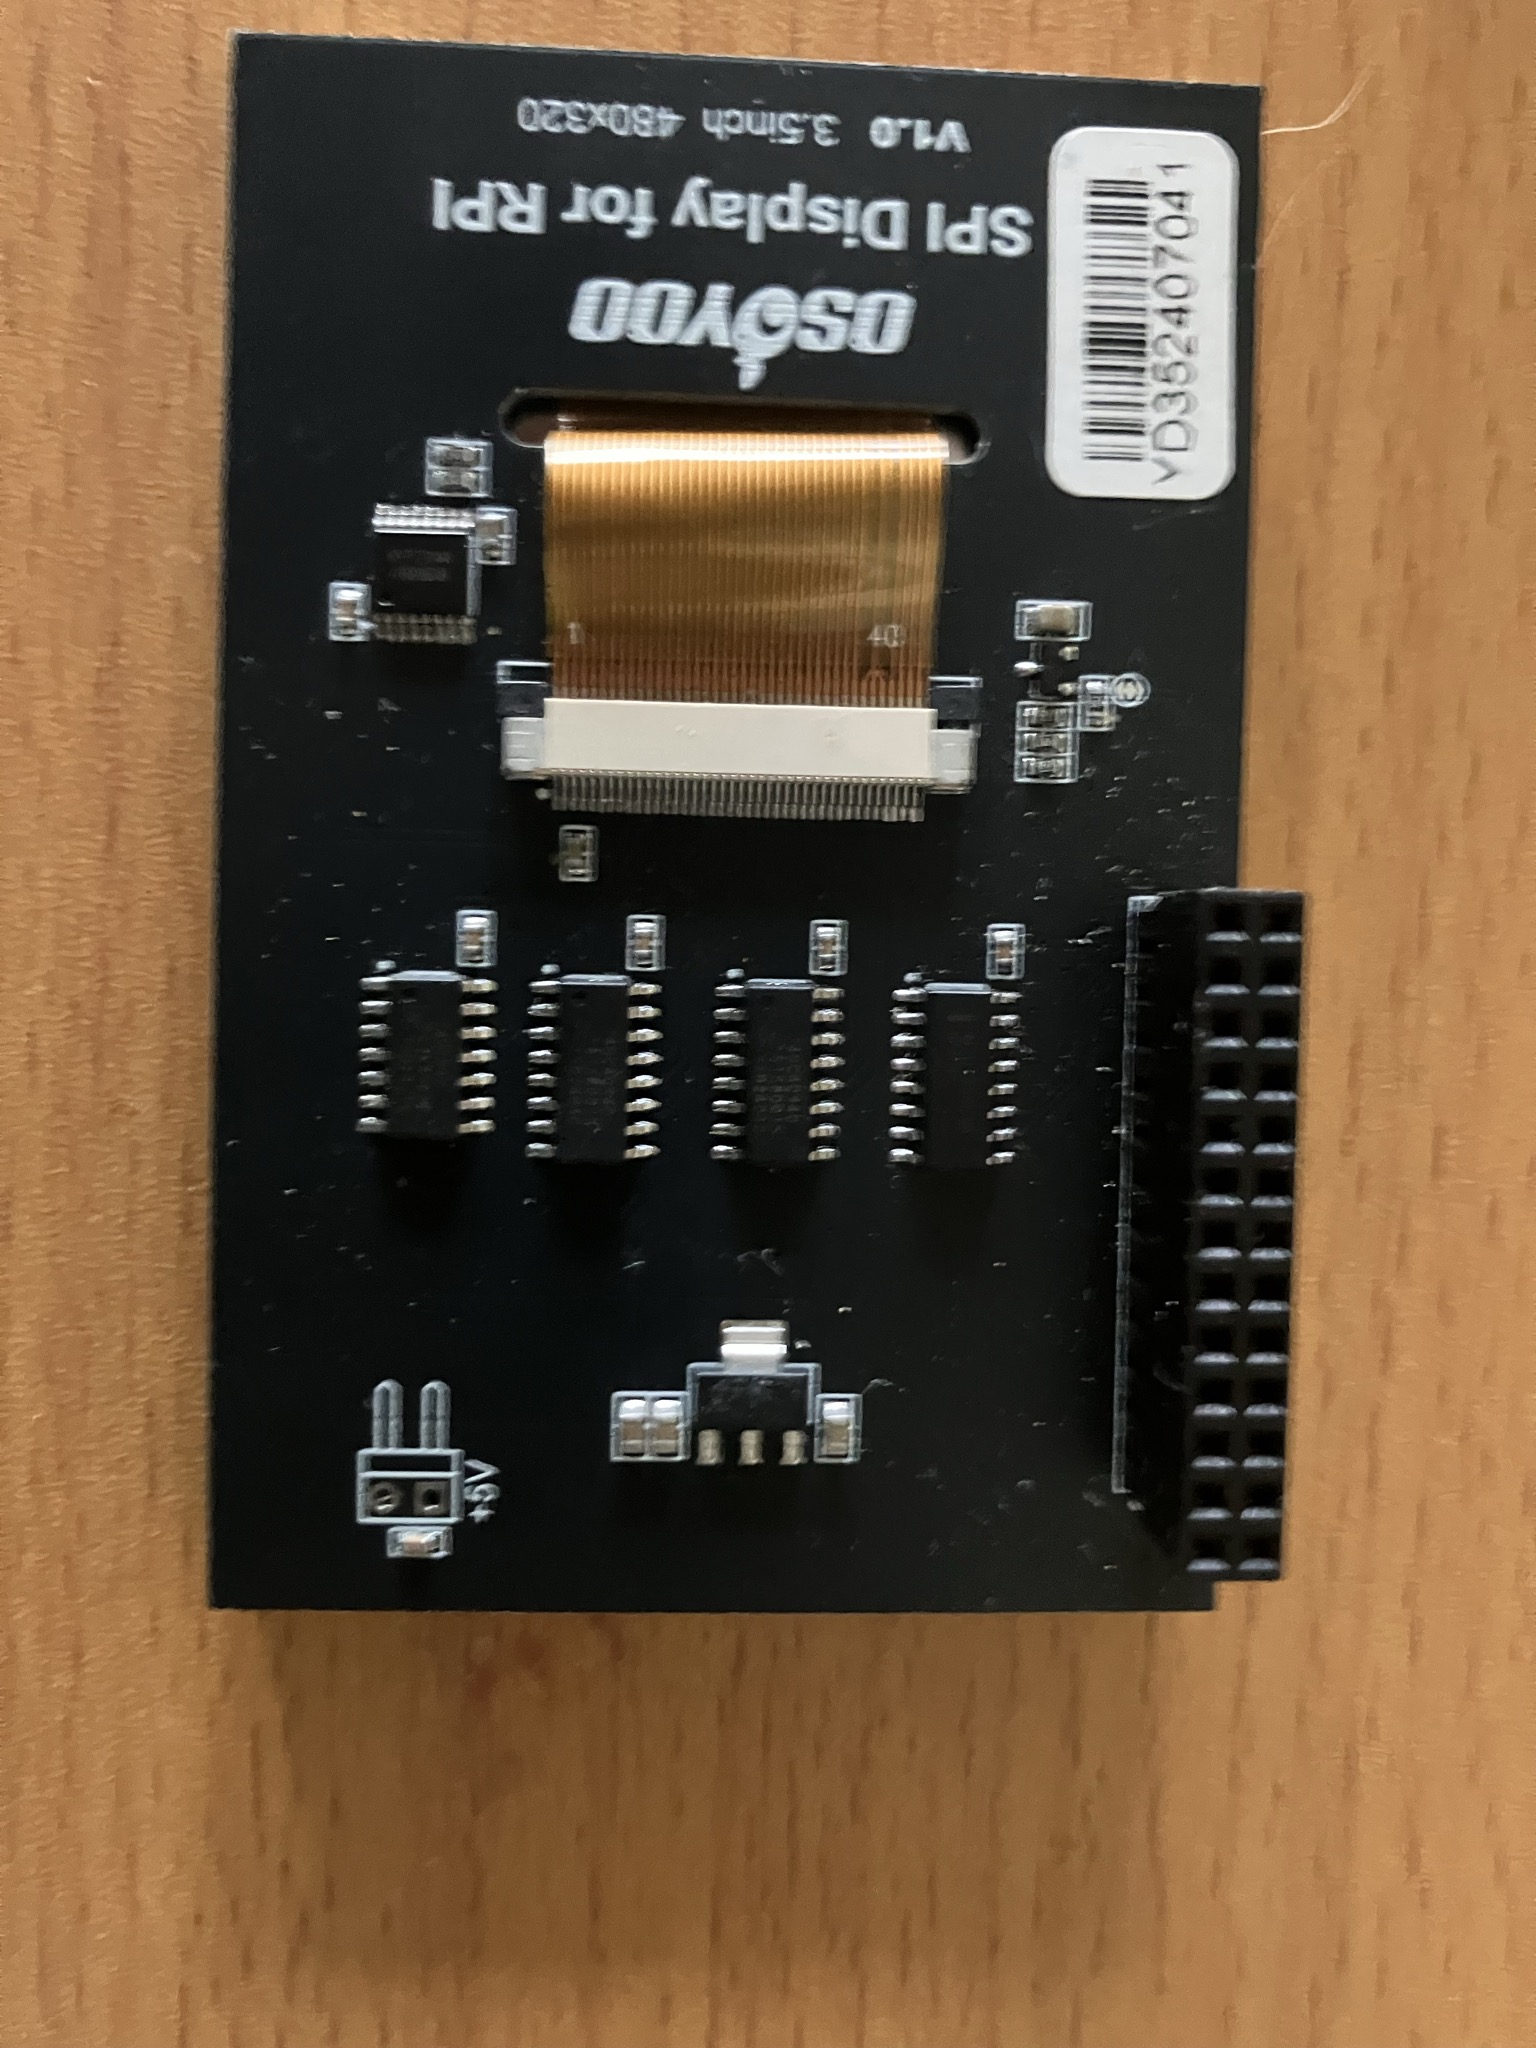 OSOYOO
SPI Display for RPI
V1.0 3.5inch 480x320
YD352407041
1
40
+5V